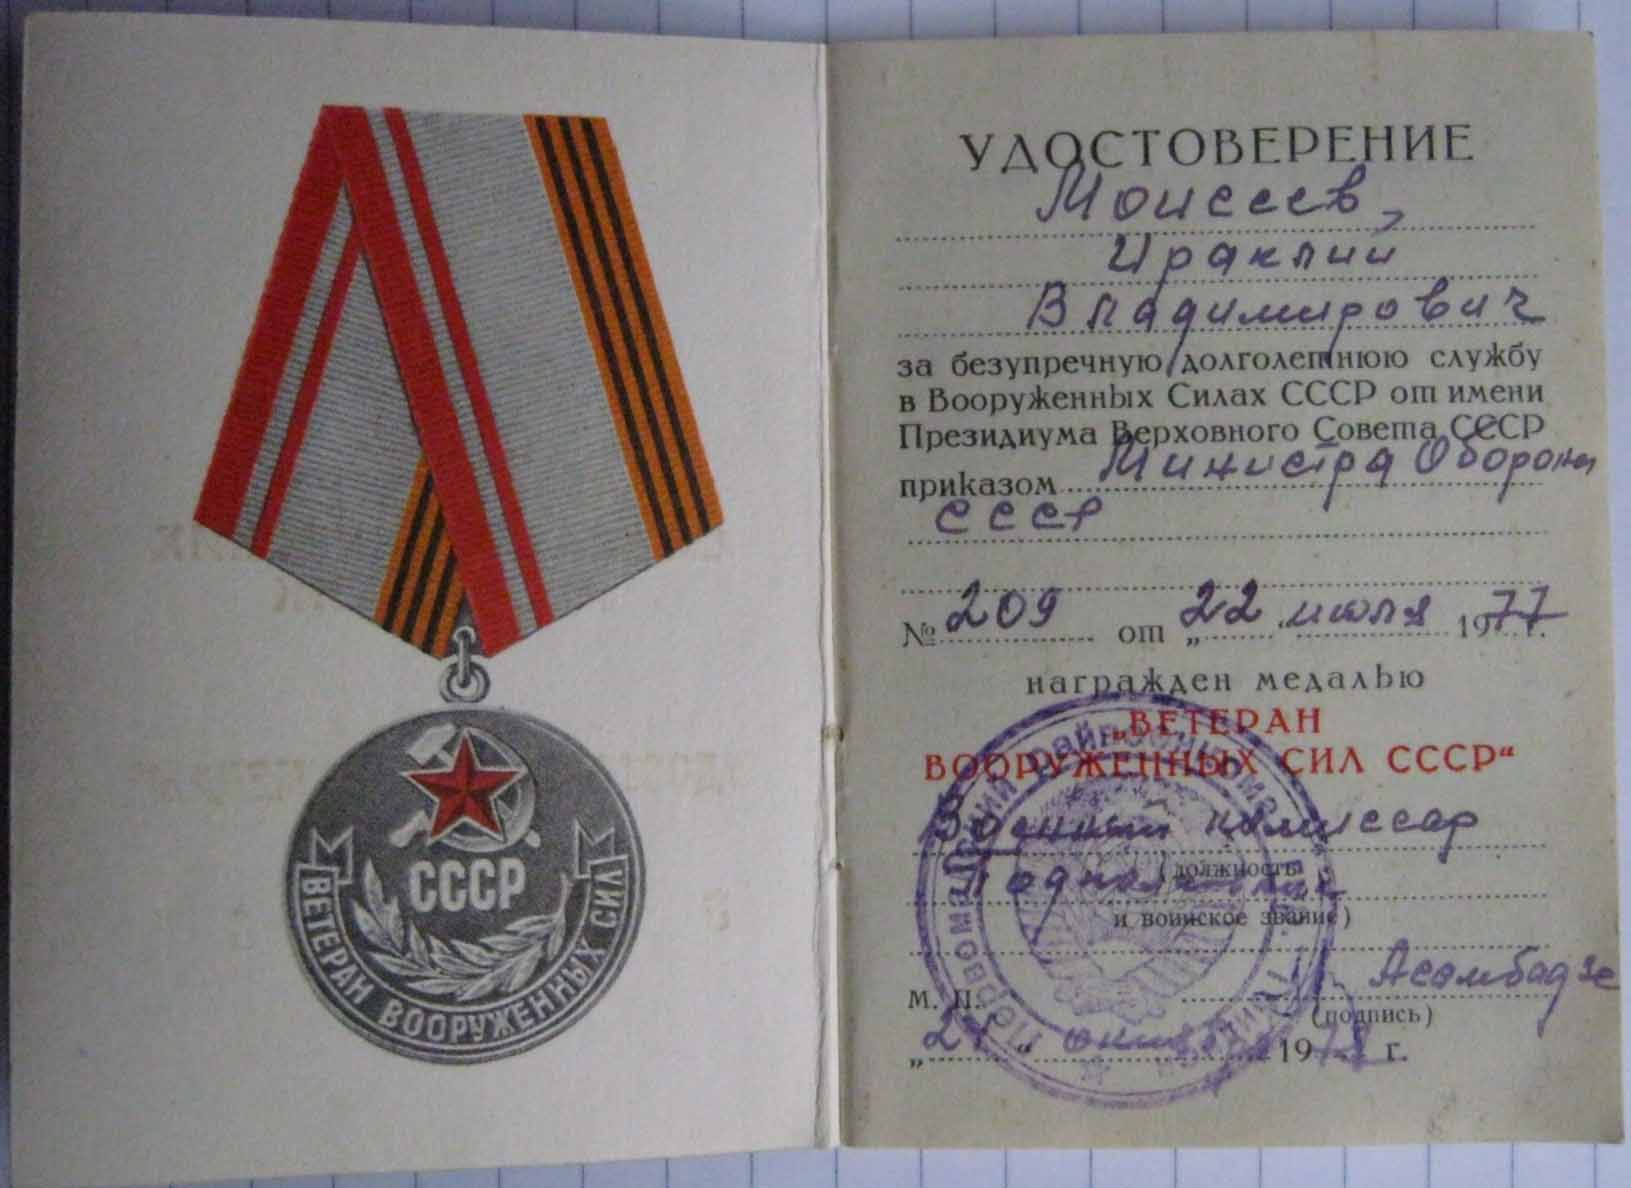 СССР
ВЕТЕРАН ВООРУЖЕННЫХ СИЛ
УДОСТОВЕРЕНИЕ
Моисеев,
Ираклий
Владимирович
за безупречную долголетнюю службу
в Вооруженных Силах СССР от имени
Президиума Верховного Совета СССР
приказом Министра Обороны
СССР
№ 209 от „22" июля 1977 г.
награжден медалью
„ВЕТЕРАН
ВООРУЖЕННЫХ СИЛ СССР“
Военный комиссар
(должность
Подполковник
и воинское звание)
Асамбадзе
М. П.
(подпись)
октября 19 г.